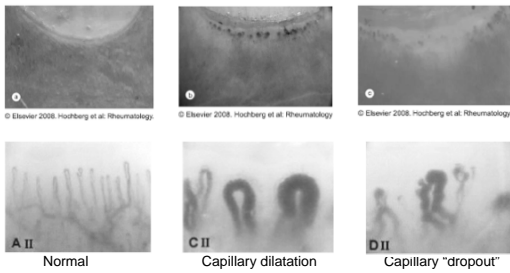 a
b
c
© Elsevier 2008. Hochberg et al: Rheumatology.
© Elsevier 2008. Hochberg et al: Rheumatology
© Elsevier 2008. Hochberg et al: Rheumatology.
A II
C II
D II
Normal
Capillary dilatation
Capillary “dropout”